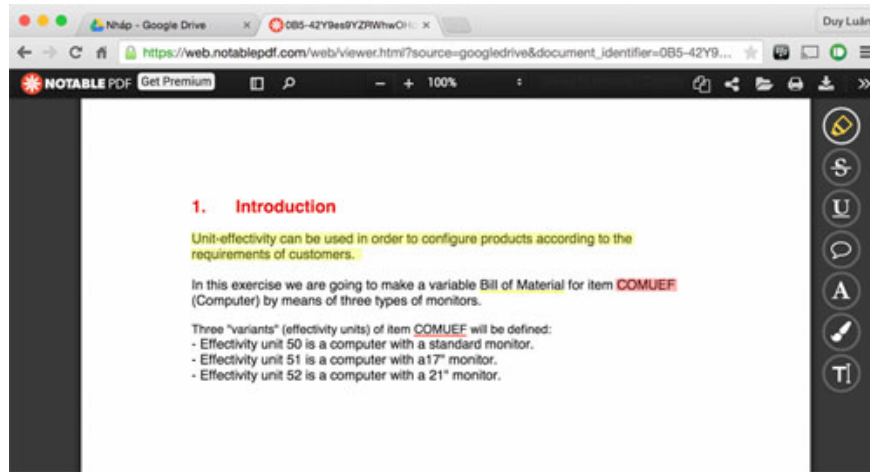 Nháp - Google Drive
Duy Luân
https://web.notablepdf.com/web/viewer.html?source=googledrive&document_identifier=0B5-42Y9...
NOTABLE PDF Get Premium
100%
1. Introduction
Unit-effectivity can be used in order to configure products according to the
requirements of customers.
In this exercise we are going to make a variable Bill of Material for item COMUEF
(Computer) by means of three types of monitors.
Three "variants" (effectivity units) of item COMUEF will be defined:
- Effectivity unit 50 is a computer with a standard monitor.
- Effectivity unit 51 is a computer with a17" monitor.
- Effectivity unit 52 is a computer with a 21" monitor.
S
U
A
T